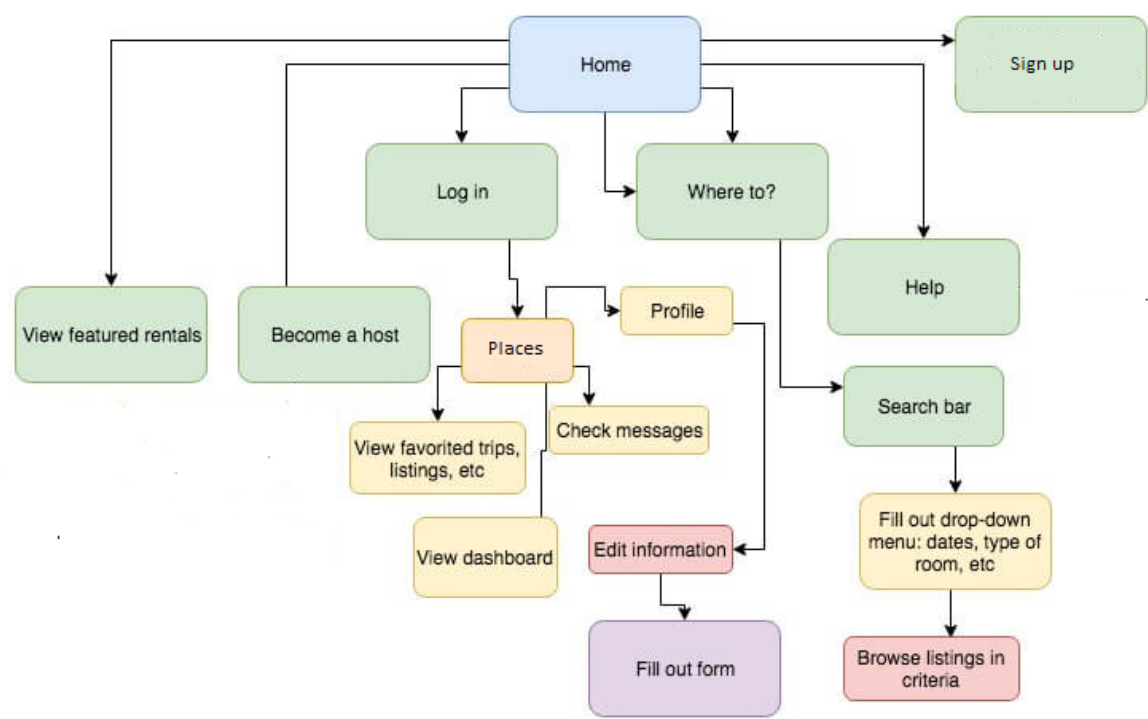 Home
Sign up
Log in
Where to?
Help
View featured rentals
Become a host
Profile
Places
Search bar
Check messages
View favorited trips,
listings, etc
Fill out drop-down
menu: dates, type of
room, etc
View dashboard
Edit information
Fill out form
Browse listings in
criteria